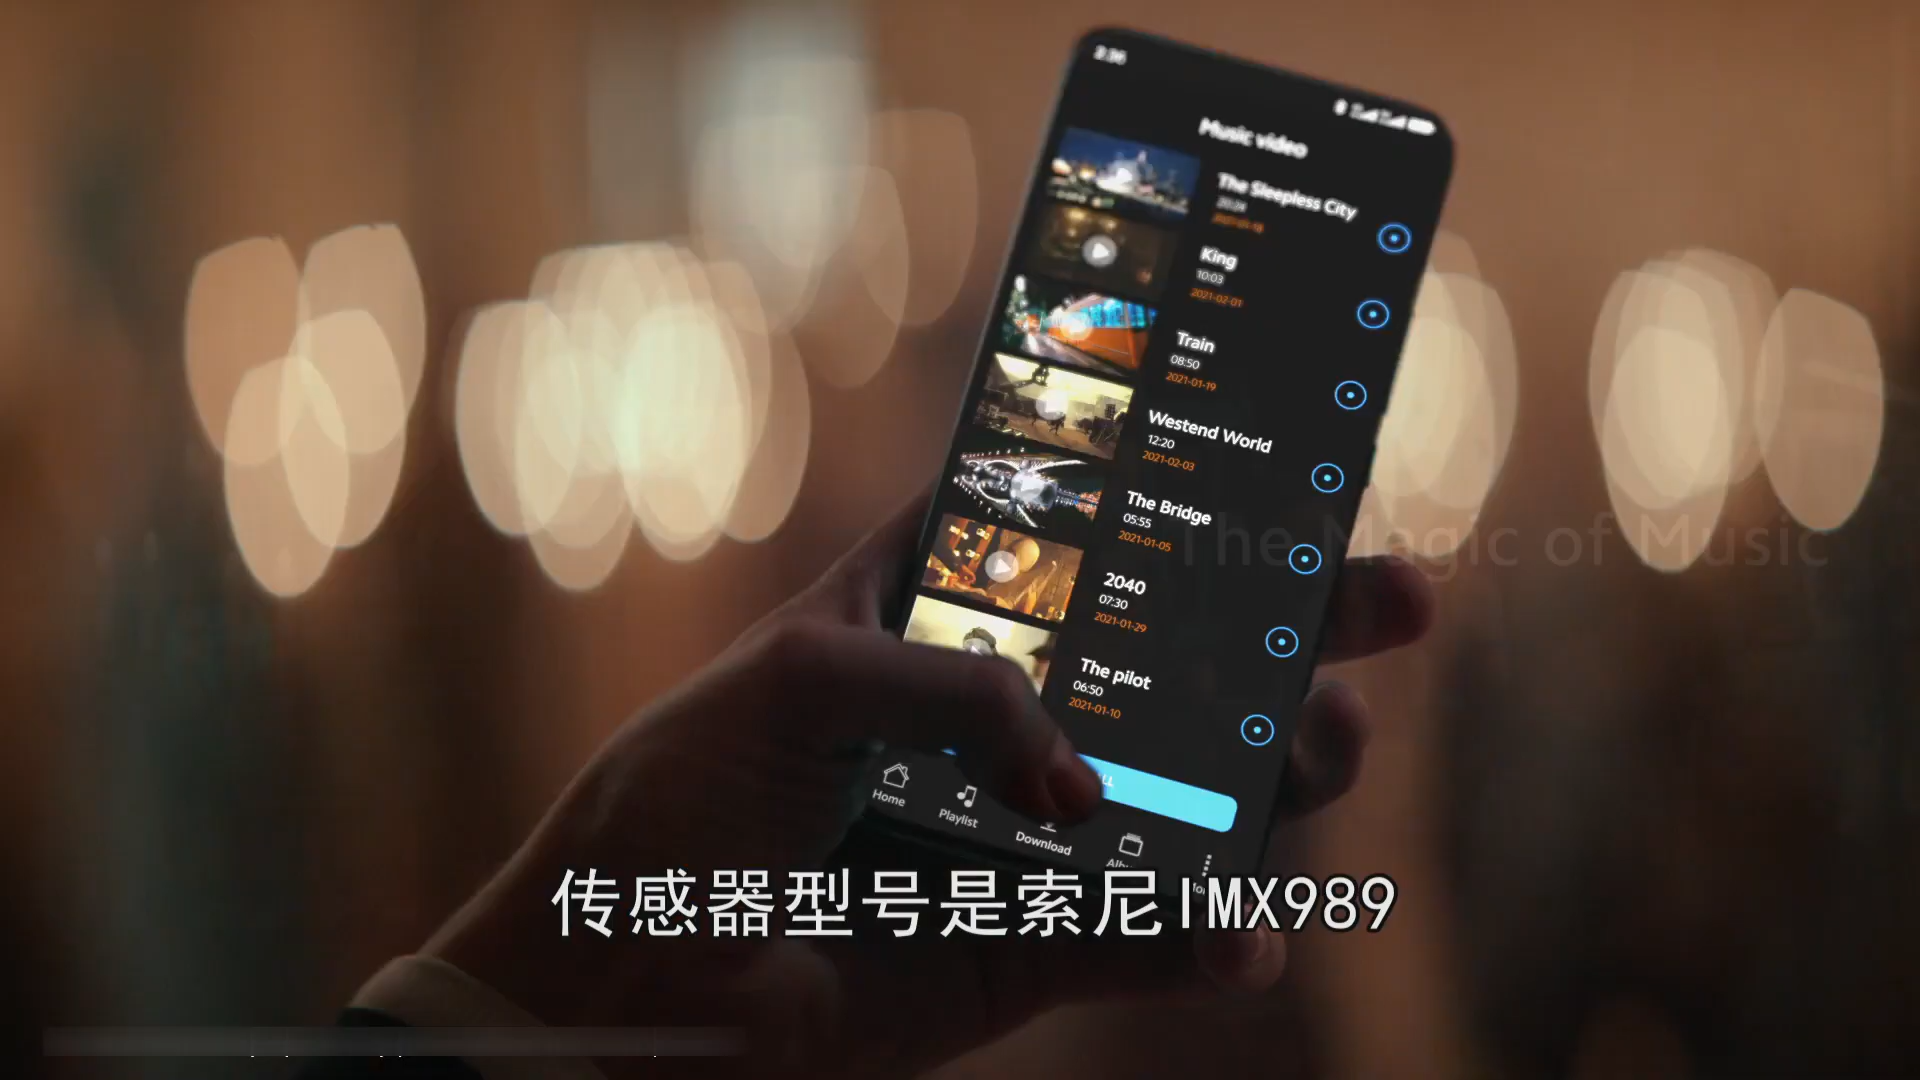 2:36
Music video
The Sleepless City
20:24
King
10:03
2021-02-01
Train
08:50
2021-01-19
Westend World
12:20
2021-02-03
The Bridge
05:55
2021-01-05
The Magic of Music
2040
07:30
2021-01-29
The pilot
06:50
2021-01-10
Home
Playlist
Download
传感器型号是索尼IMX989